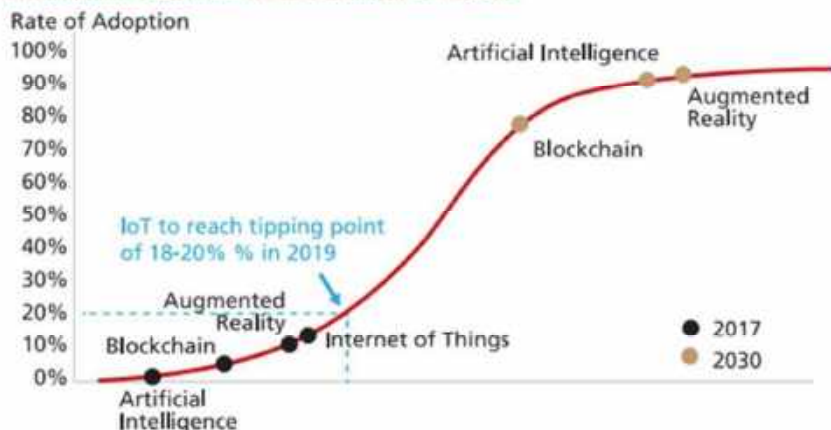 Rate of Adoption
100%
90%
80%
70%
60%
50%
40%
30%
20%
10%
0%
Artificial Intelligence
Augmented
Reality
Blockchain
IoT to reach tipping point
of 18-20% % in 2019
Augmented
Reality
Internet of Things
Blockchain
Artificial
Intelligence
2017
2030